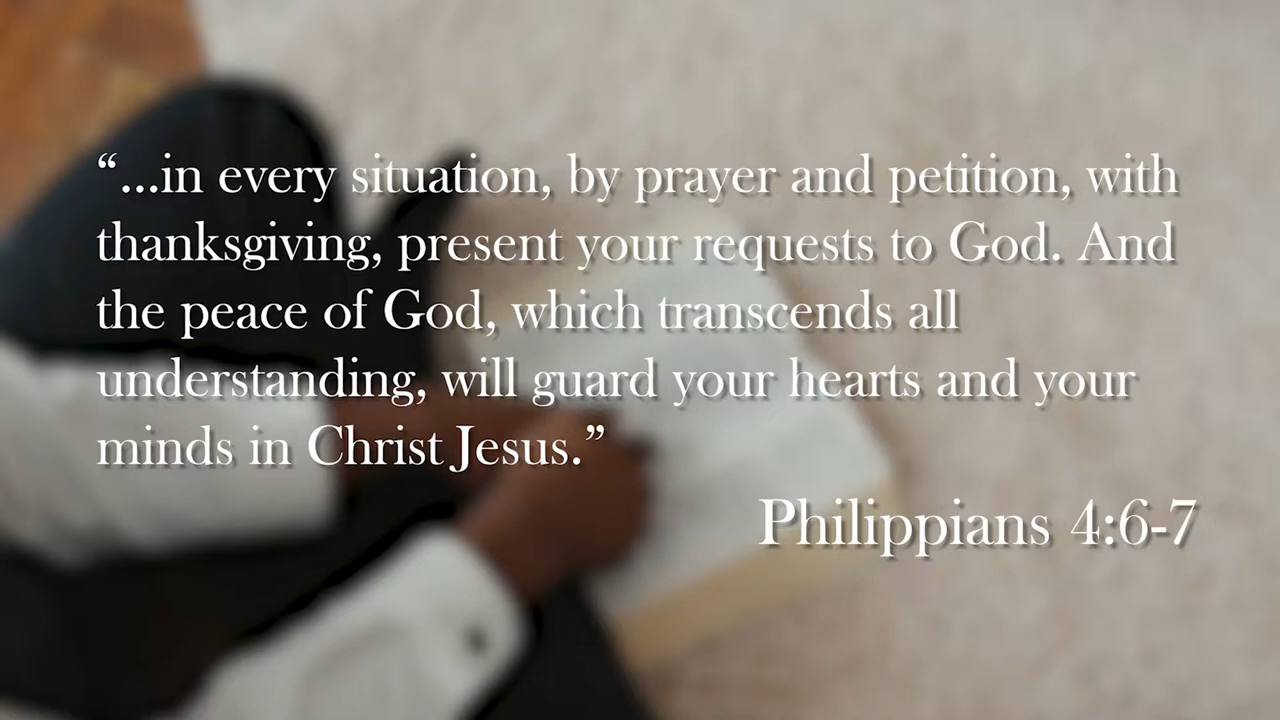 “...in every situation, by prayer and petition, with
thanksgiving, present your requests to God. And
the peace of God, which transcends all
understanding, will guard your hearts and your
minds in Christ Jesus.”
Philippians 4:6-7